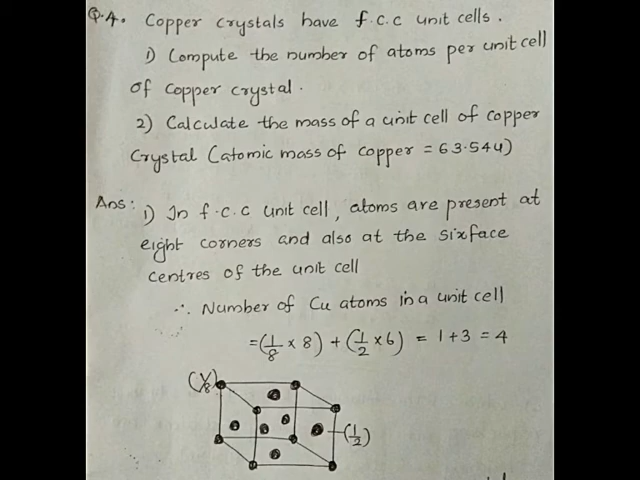 Q.4. Copper crystals have f.c.c unit cells.
1) Compute the number of atoms per unit cell
of copper crystal.
2) Calculate the mass of a unit cell of copper
Crystal (atomic mass of copper = 63.54u)
Ans: 1) In f.c.c unit cell, atoms are present at
eight corners and also at the six face
centres of the unit cell
∴ Number of Cu atoms in a unit cell
= (1/8 × 8) + (1/2 × 6) = 1 + 3 = 4
(1/8)
(1/2)